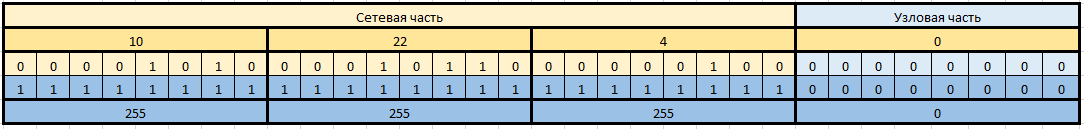 Сетевая часть Узловая часть
10 22 4 0
0 0 0 0 1 0 1 0 0 0 0 1 0 1 1 0 0 0 0 0 0 1 0 0 0 0 0 0 0 0 0 0
1 1 1 1 1 1 1 1 1 1 1 1 1 1 1 1 1 1 1 1 1 1 1 1 0 0 0 0 0 0 0 0
255 255 255 0